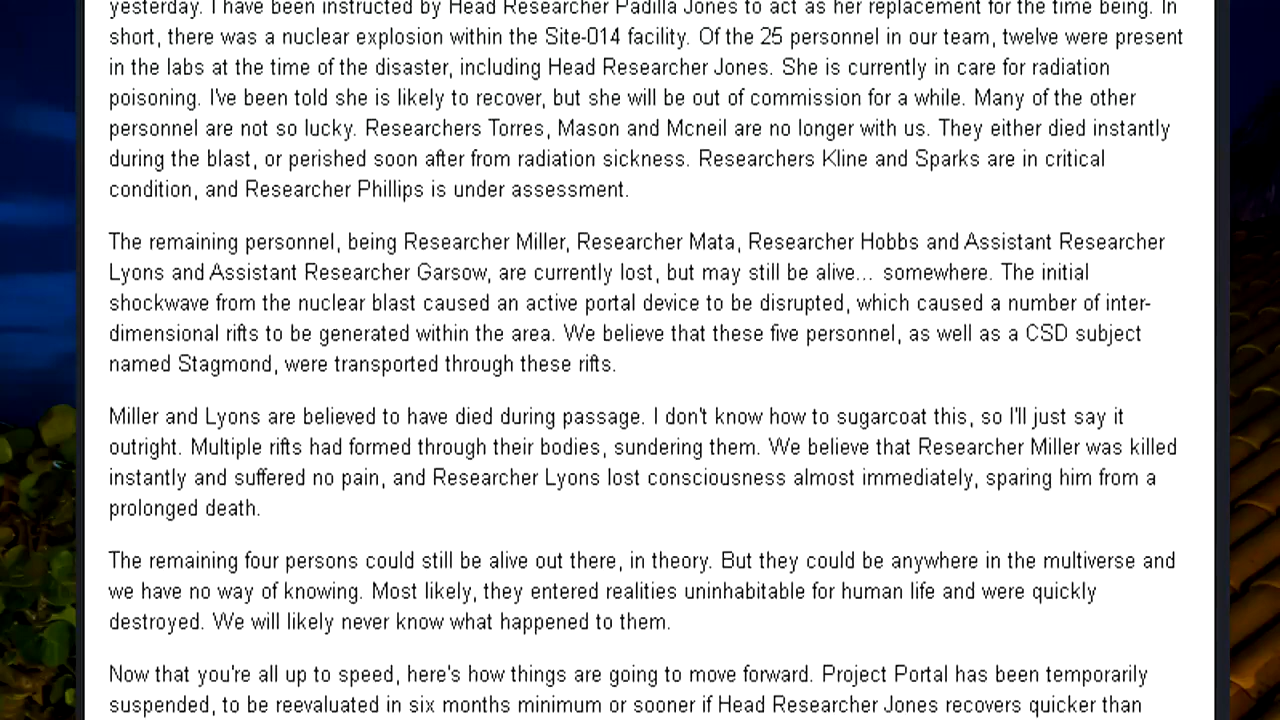 yesterday. I have been instructed by Head Researcher Padilla Jones to act as her replacement for the time being. In
short, there was a nuclear explosion within the Site-014 facility. Of the 25 personnel in our team, twelve were present
in the labs at the time of the disaster, including Head Researcher Jones. She is currently in care for radiation
poisoning. I've been told she is likely to recover, but she will be out of commission for a while. Many of the other
personnel are not so lucky. Researchers Torres, Mason and Mcneil are no longer with us. They either died instantly
during the blast, or perished soon after from radiation sickness. Researchers Kline and Sparks are in critical
condition, and Researcher Phillips is under assessment.
The remaining personnel, being Researcher Miller, Researcher Mata, Researcher Hobbs and Assistant Researcher
Lyons and Assistant Researcher Garsow, are currently lost, but may still be alive... somewhere. The initial
shockwave from the nuclear blast caused an active portal device to be disrupted, which caused a number of inter-
dimensional rifts to be generated within the area. We believe that these five personnel, as well as a CSD subject
named Stagmond, were transported through these rifts.
Miller and Lyons are believed to have died during passage. I don't know how to sugarcoat this, so I'll just say it
outright. Multiple rifts had formed through their bodies, sundering them. We believe that Researcher Miller was killed
instantly and suffered no pain, and Researcher Lyons lost consciousness almost immediately, sparing him from a
prolonged death.
The remaining four persons could still be alive out there, in theory. But they could be anywhere in the multiverse and
we have no way of knowing. Most likely, they entered realities uninhabitable for human life and were quickly
destroyed. We will likely never know what happened to them.
Now that you're all up to speed, here's how things are going to move forward. Project Portal has been temporarily
suspended, to be reevaluated in six months minimum or sooner if Head Researcher Jones recovers quicker than